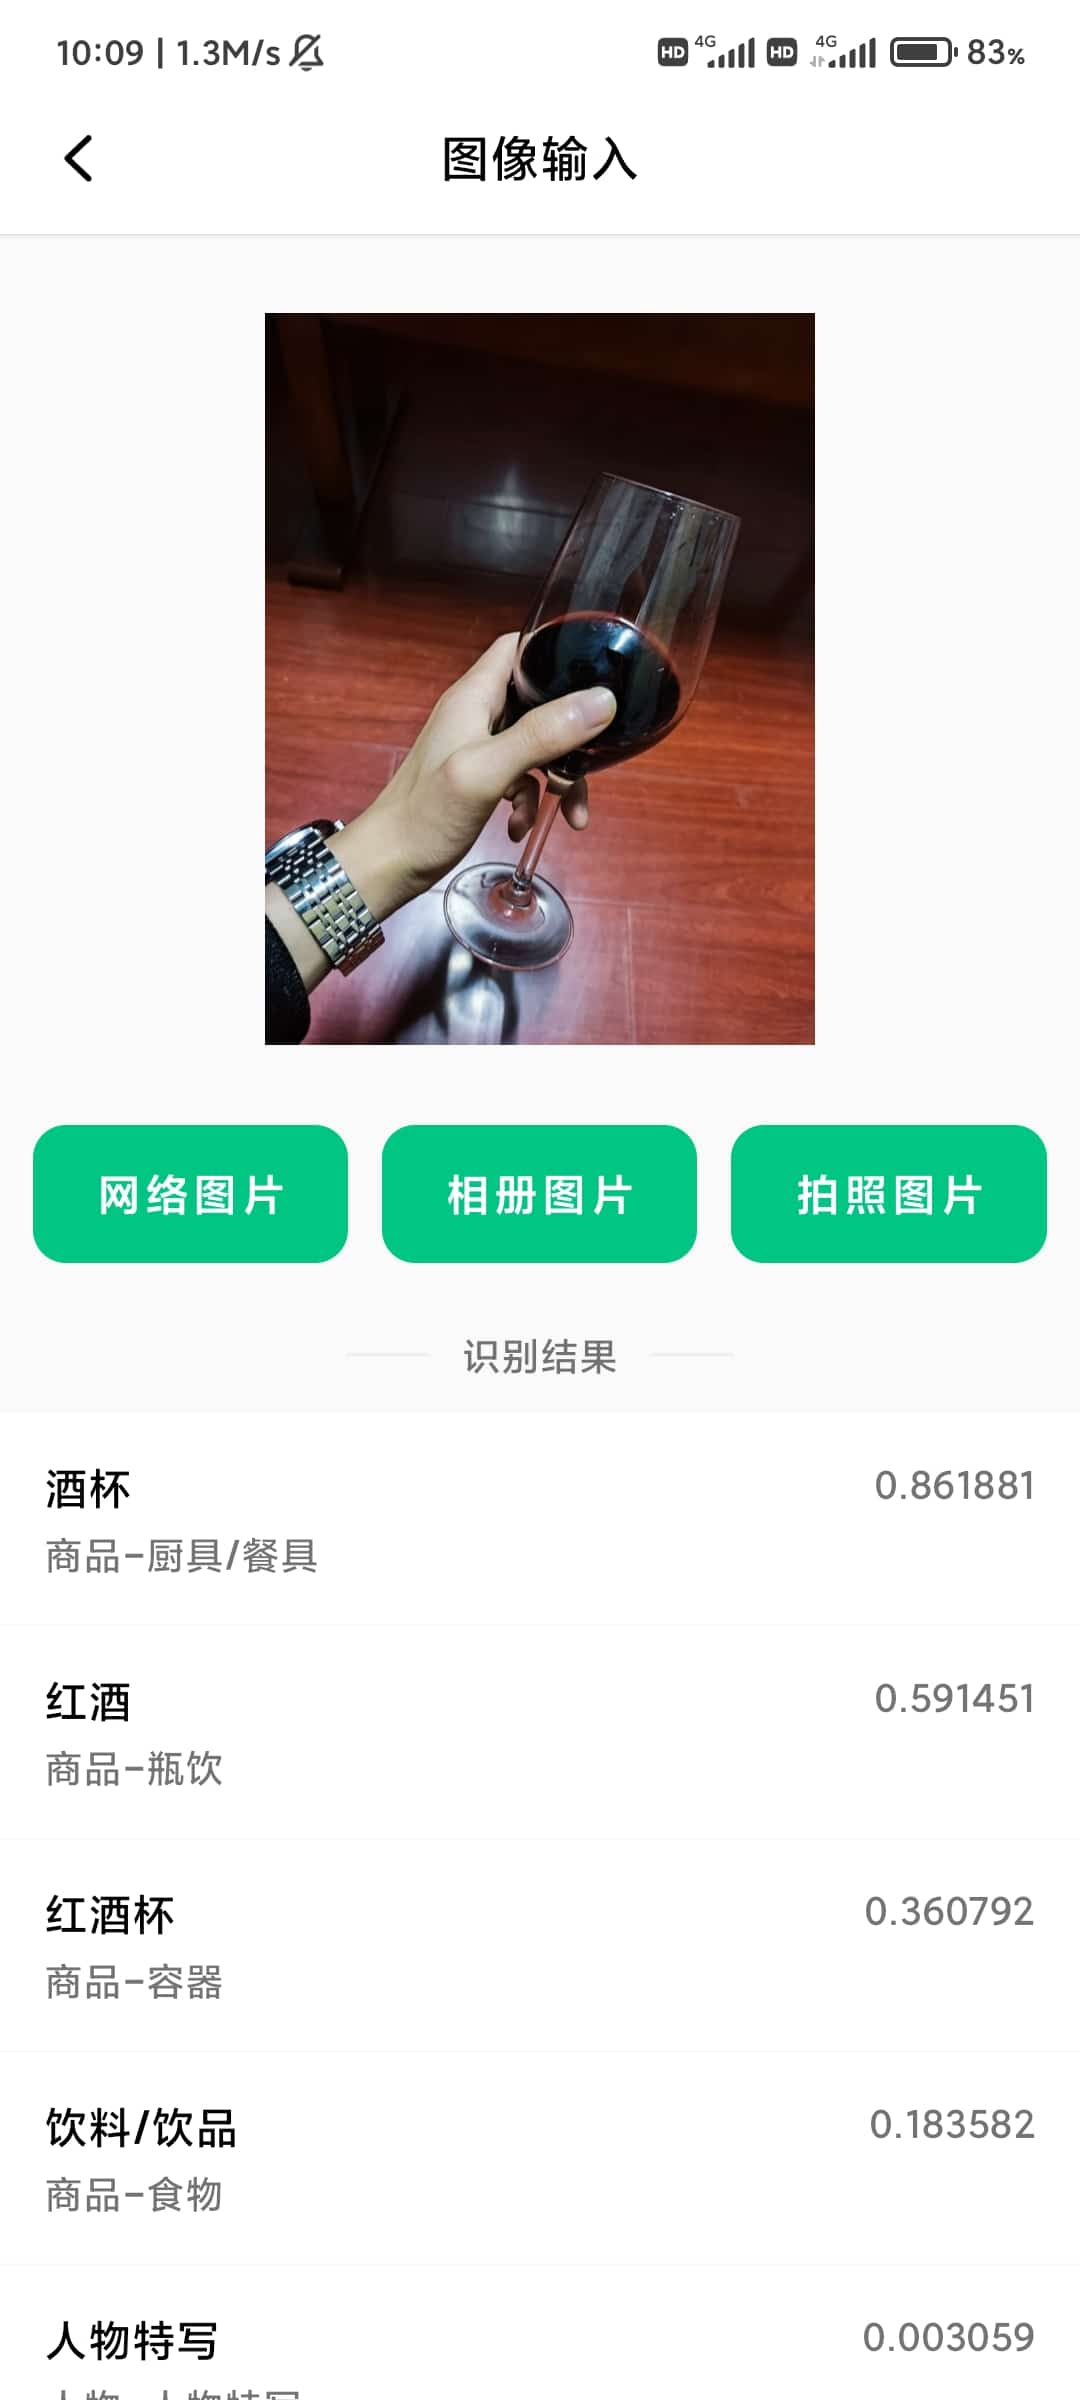 10:09 | 1.3M/s HD 4G HD 4G 83%
图像输入
网络图片 相册图片 拍照图片
识别结果
酒杯 0.861881
商品-厨具/餐具
红酒 0.591451
商品-瓶饮
红酒杯 0.360792
商品-容器
饮料/饮品 0.183582
商品-食物
人物特写 0.003059